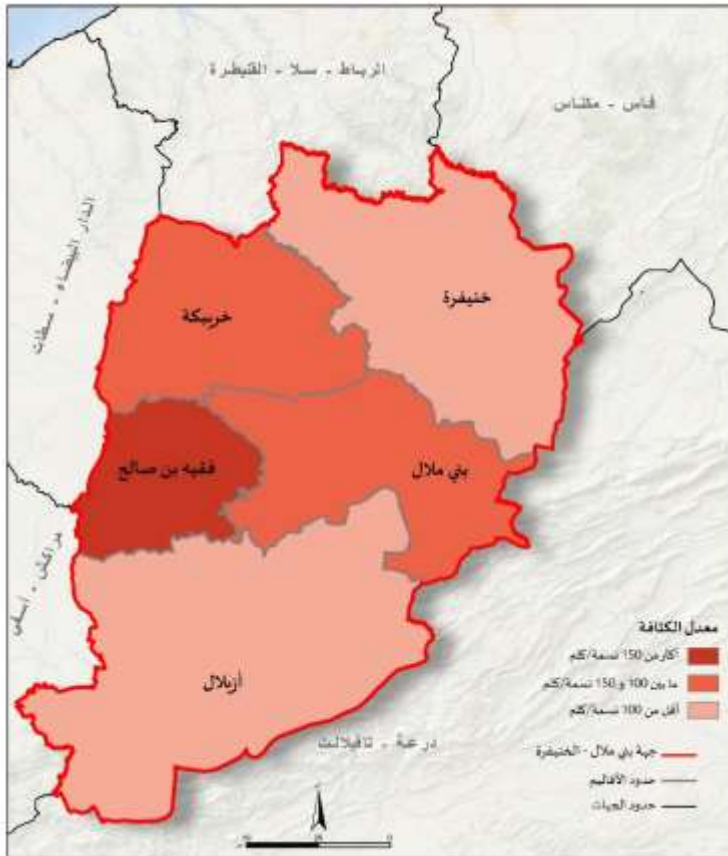 الرباط - سلا - القنيطرة
فاس - مكناس
الدار البيضاء - سطات
خنيفرة
خريبكة
فقيه بن صالح
بني ملال
مراكش - آسفي
أزيلال
درعة - تافيلالت
معدل الكثافة
أكثر من 150 نسمة/كلم
ما بين 100 و 150 نسمة/كلم
أقل من 100 نسمة/كلم
جهة بني ملال - الخنيفرة
حدود الأقاليم
حدود الجهات
0